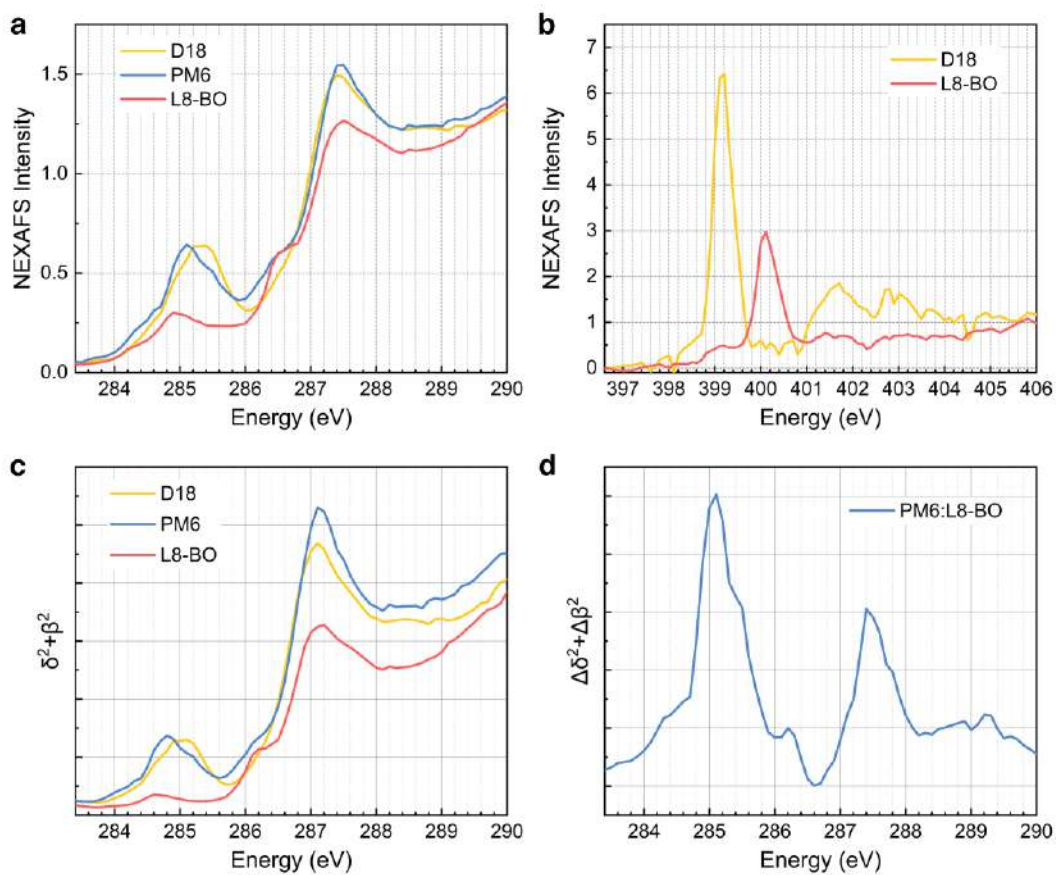 a
D18
PM6
L8-BO
NEXAFS Intensity
1.5
1.0
0.5
0.0
284 285 286 287 288 289 290
Energy (eV)
b
D18
L8-BO
NEXAFS Intensity
7
6
5
4
3
2
1
0
397 398 399 400 401 402 403 404 405 406
Energy (eV)
c
D18
PM6
L8-BO
δ²+β²
284 285 286 287 288 289 290
Energy (eV)
d
PM6:L8-BO
Δδ²+Δβ²
284 285 286 287 288 289 290
Energy (eV)